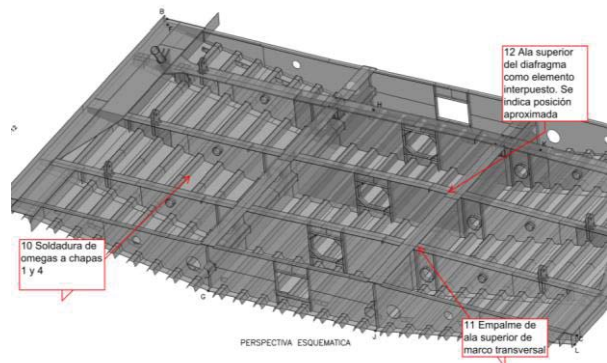 B
12 Ala superior
del diafragma
como elemento
interpuesto. Se
indica posición
aproximada
H
10 Soldadura de
omegas a chapas
1 y 4
G
J
11 Empalme de
ala superior de
marco transversal
L
PERSPECTIVA ESQUEMATICA